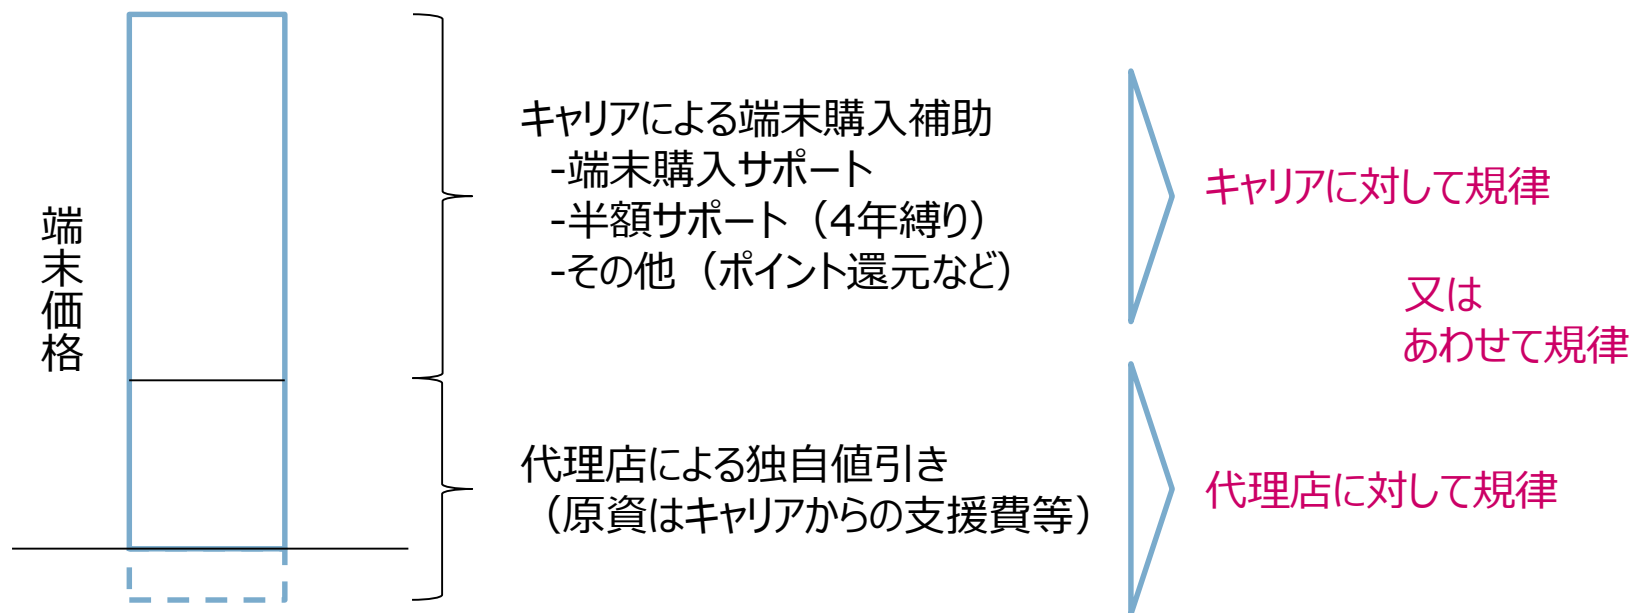 端末価格
キャリアによる端末購入補助
-端末購入サポート
-半額サポート（4年縛り）
-その他（ポイント還元など）
代理店による独自値引き
（原資はキャリアからの支援費等）
キャリアに対して規律
又は
あわせて規律
代理店に対して規律